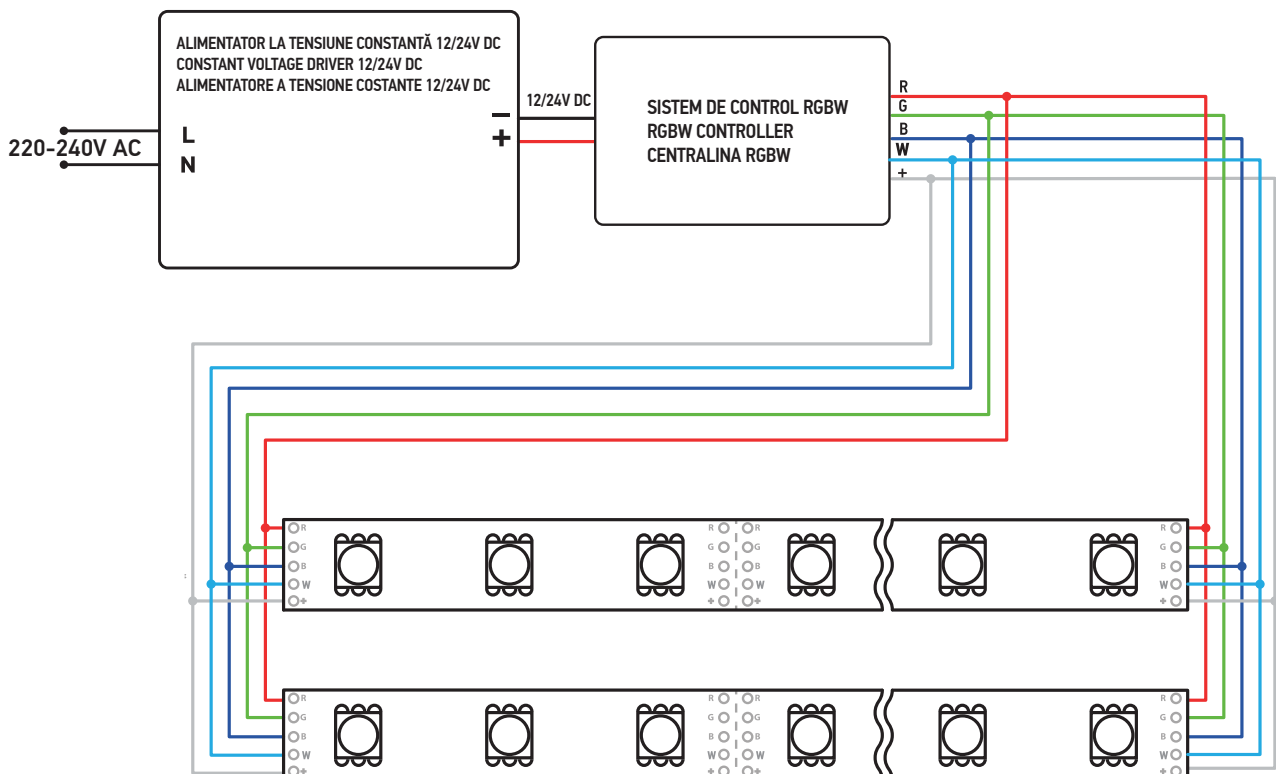 ALIMENTATOR LA TENSIUNE CONSTANTĂ 12/24V DC
CONSTANT VOLTAGE DRIVER 12/24V DC
ALIMENTATORE A TENSIONE COSTANTE 12/24V DC
220-240V AC
L
N
−
+
12/24V DC
SISTEM DE CONTROL RGBW
RGBW CONTROLLER
CENTRALINA RGBW
R
G
B
W
+
R R R R
G G G G
B B B B
W W W W
+ + + +
R R R R
G G G G
B B B B
W W W W
+ + + +